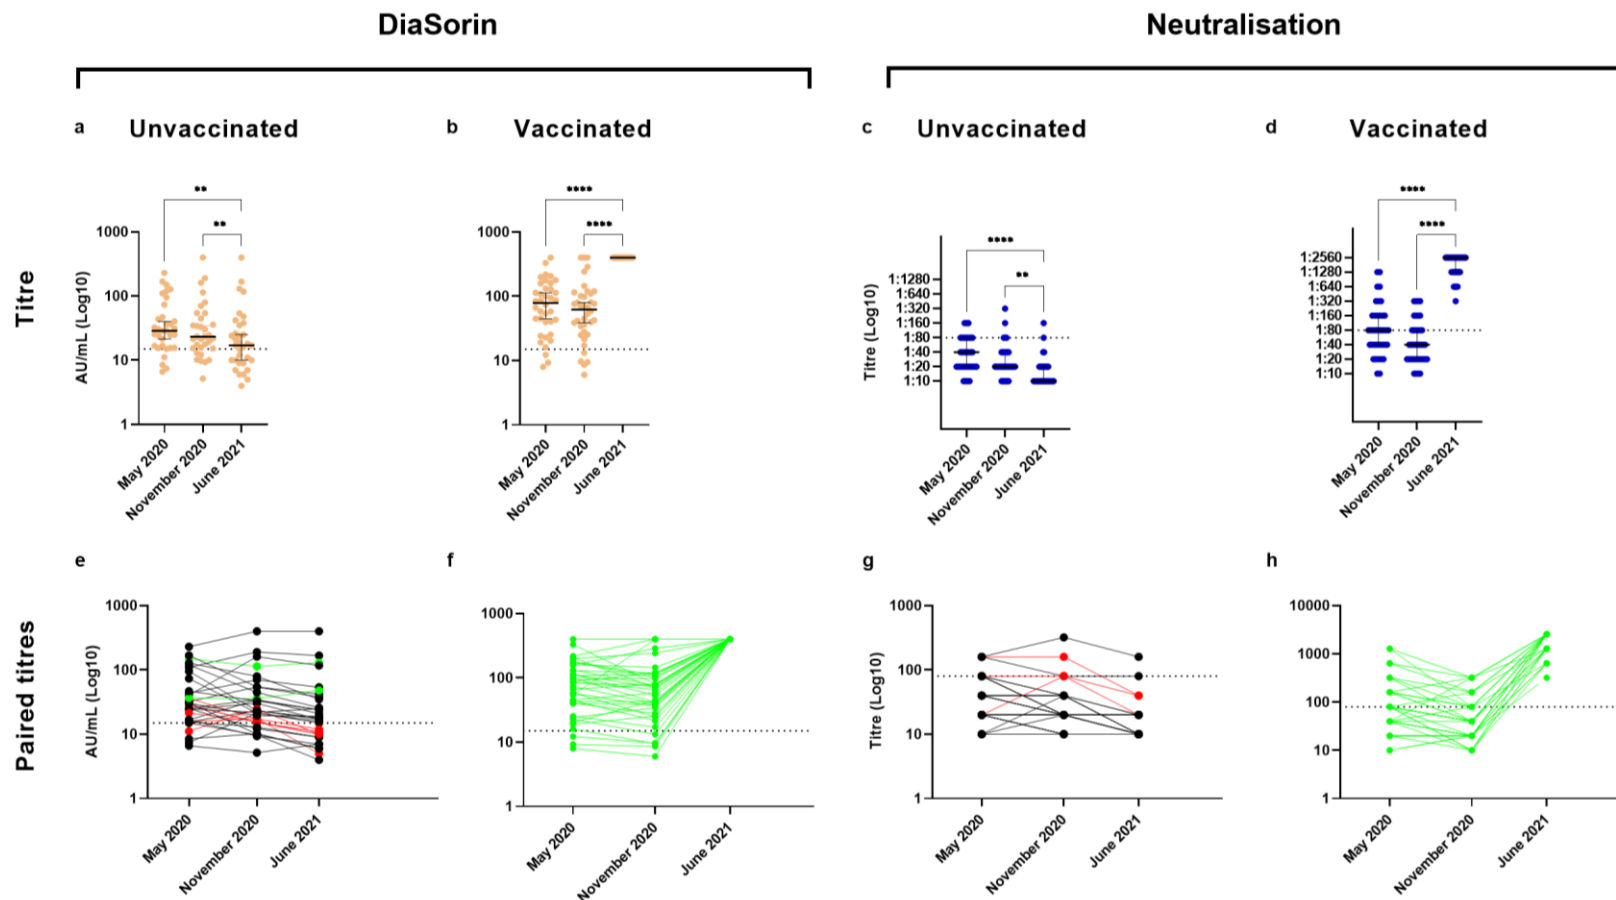 DiaSorin
Neutralisation
a Unvaccinated
b Vaccinated
c Unvaccinated
d Vaccinated
Titre
AU/mL (Log10)
1000
100
10
1
**
**
May 2020
November 2020
June 2021
1000
100
10
1
****
****
May 2020
November 2020
June 2021
Titre (Log10)
1:1280
1:640
1:320
1:160
1:80
1:40
1:20
1:10
****
**
May 2020
November 2020
June 2021
1:2560
1:1280
1:640
1:320
1:160
1:80
1:40
1:20
1:10
****
****
May 2020
November 2020
June 2021
Paired titres
e
AU/mL (Log10)
1000
100
10
1
May 2020
November 2020
June 2021
f
1000
100
10
1
May 2020
November 2020
June 2021
g
Titre (Log10)
1000
100
10
1
May 2020
November 2020
June 2021
h
10000
1000
100
10
1
May 2020
November 2020
June 2021